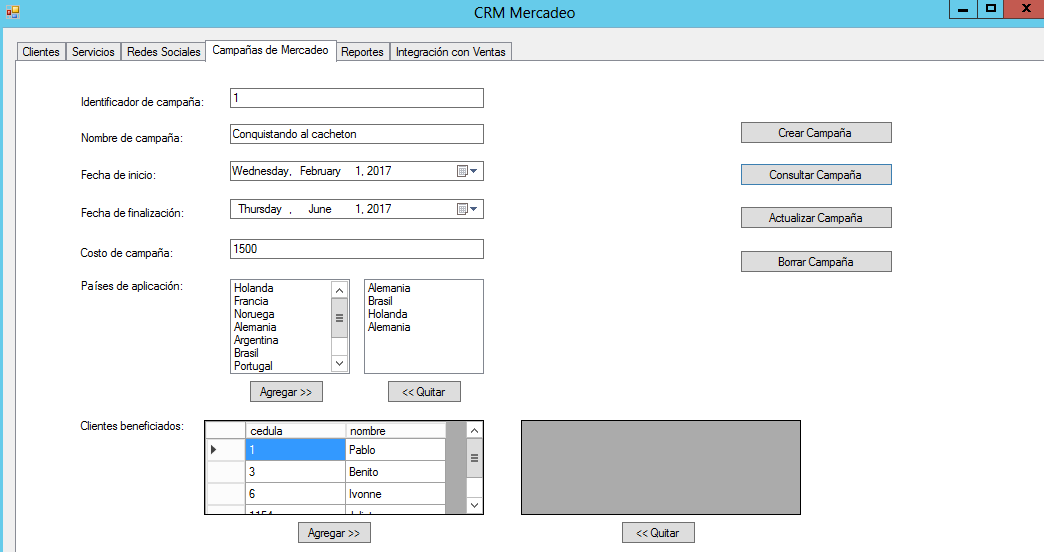 CRM Mercadeo
Clientes Servicios Redes Sociales Campañas de Mercadeo Reportes Integración con Ventas
Identificador de campaña: 1
Nombre de campaña: Conquistando al cacheton
Fecha de inicio: Wednesday, February 1, 2017
Fecha de finalización: Thursday , June 1, 2017
Costo de campaña: 1500
Crear Campaña
Consultar Campaña
Actualizar Campaña
Borrar Campaña
Países de aplicación:
Holanda
Francia
Noruega
Alemania
Argentina
Brasil
Portugal
Alemania
Brasil
Holanda
Alemania
Agregar >> << Quitar
Clientes beneficiados:
cedula nombre
1 Pablo
3 Benito
6 Ivonne
Agregar >> << Quitar